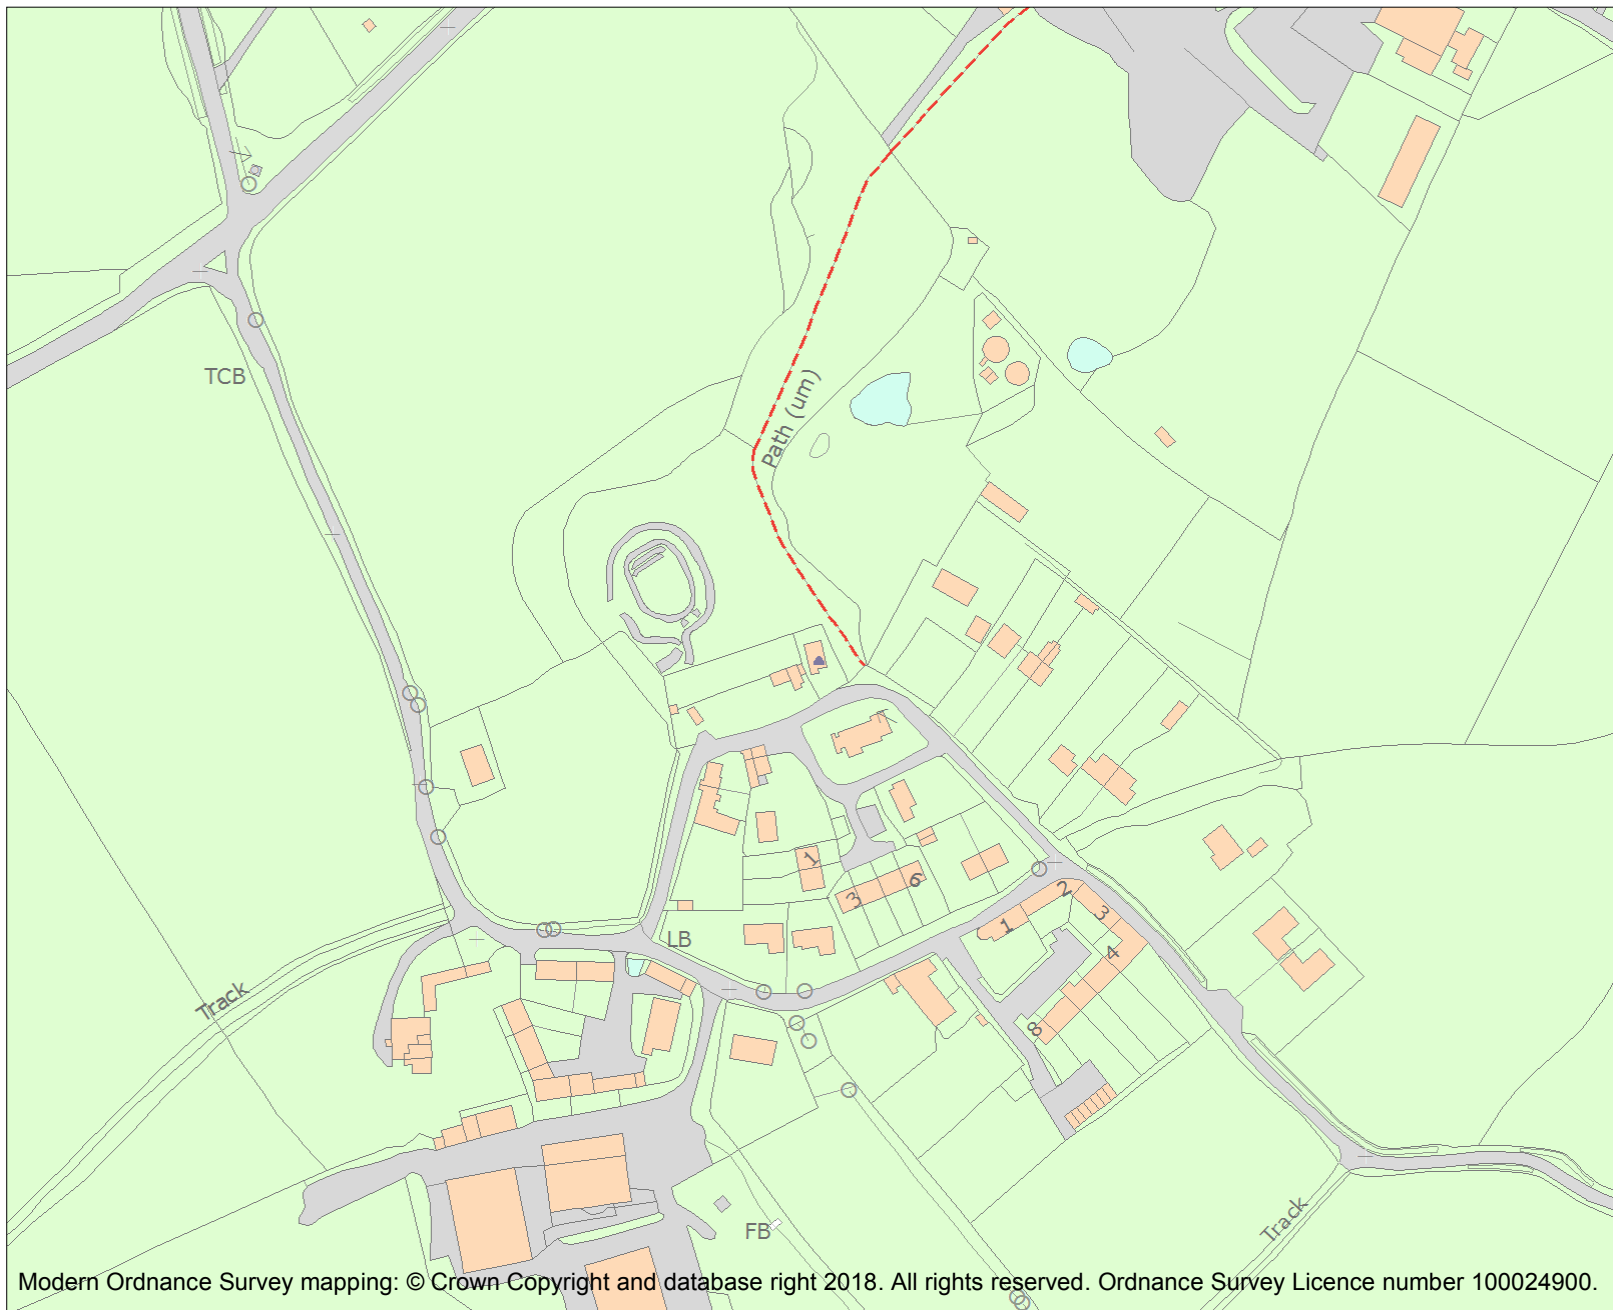 TCB
Path (um)
1
3
6
LB
1
2
3
4
8
Track
Track
FB
Modern Ordnance Survey mapping: © Crown Copyright and database right 2018. All rights reserved. Ordnance Survey Licence number 100024900.